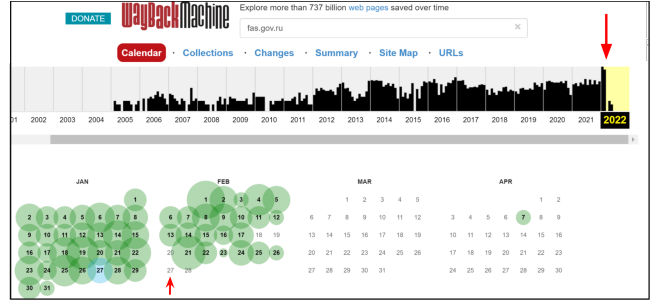 DONATE
WayBackMachine
Explore more than 737 billion web pages saved over time
fas.gov.ru ×
Calendar · Collections · Changes · Summary · Site Map · URLs
01 2002 2003 2004 2005 2006 2007 2008 2009 2010 2011 2012 2013 2014 2015 2016 2017 2018 2019 2020 2021 2022
JAN
1
2 3 4 5 6 7 8
9 10 11 12 13 14 15
16 17 18 19 20 21 22
23 24 25 26 27 28 29
30 31
FEB
1 2 3 4 5
6 7 8 9 10 11 12
13 14 15 16 17 18 19
20 21 22 23 24 25 26
27 28
MAR
1 2 3 4 5
6 7 8 9 10 11 12
13 14 15 16 17 18 19
20 21 22 23 24 25 26
27 28 29 30 31
APR
1 2
3 4 5 6 7 8 9
10 11 12 13 14 15 16
17 18 19 20 21 22 23
24 25 26 27 28 29 30